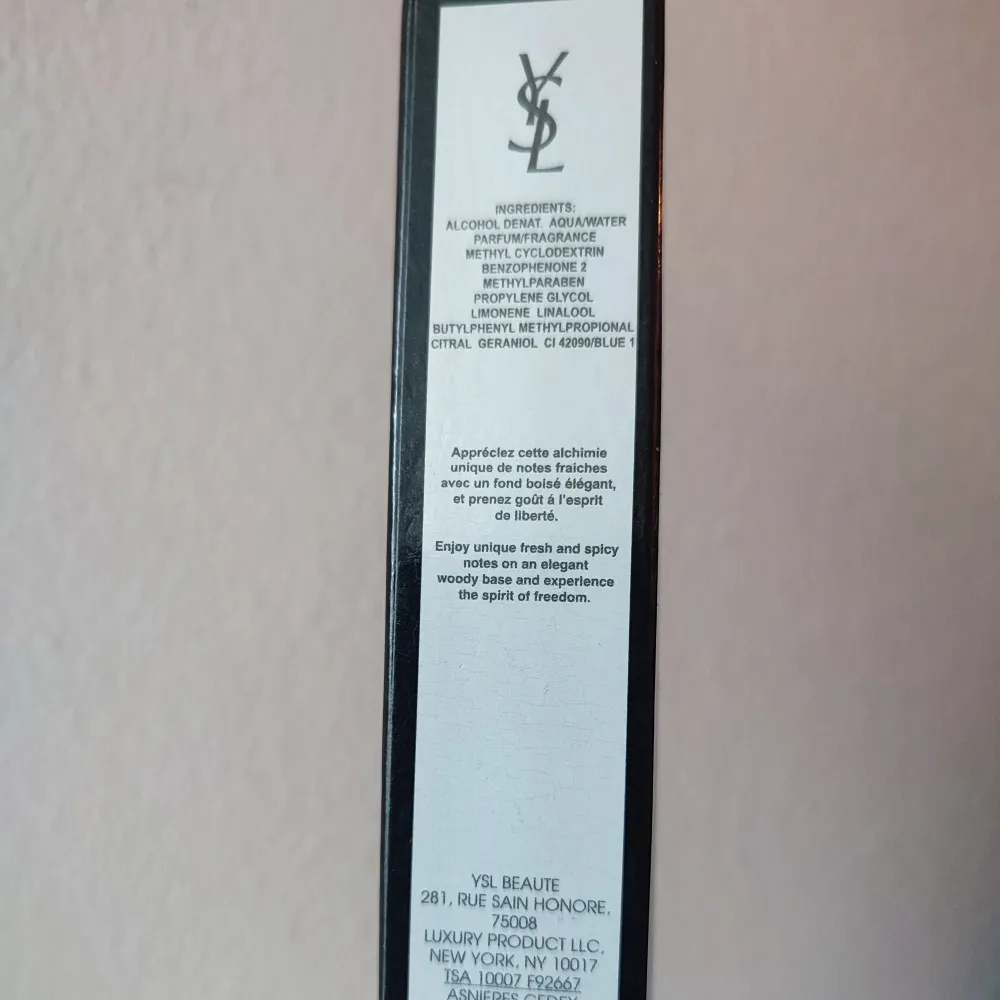 YSL
INGREDIENTS:
ALCOHOL DENAT. AQUA/WATER
PARFUM/FRAGRANCE
METHYL CYCLODEXTRIN
BENZOPHENONE 2
METHYLPARABEN
PROPYLENE GLYCOL
LIMONENE LINALOOL
BUTYLPHENYL METHYLPROPIONAL
CITRAL GERANIOL CI 42090/BLUE 1
Appréciez cette alchimie
unique de notes fraiches
avec un fond boisé élégant,
et prenez goût á l'esprit
de liberté.
Enjoy unique fresh and spicy
notes on an elegant
woody base and experience
the spirit of freedom.
YSL BEAUTE
281, RUE SAIN HONORE,
75008
LUXURY PRODUCT LLC,
NEW YORK, NY 10017
TSA 10007 F92667
ASNIERES CEDEX